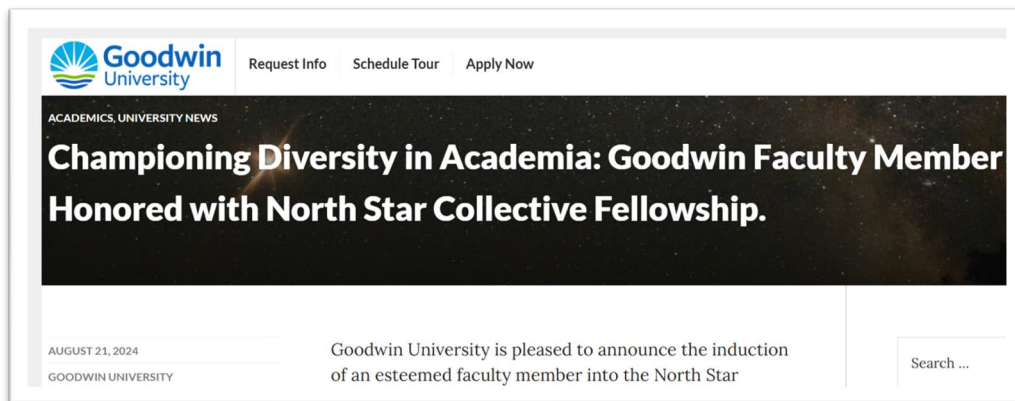 Goodwin
University
Request Info Schedule Tour Apply Now
ACADEMICS, UNIVERSITY NEWS
Championing Diversity in Academia: Goodwin Faculty Member
Honored with North Star Collective Fellowship.
AUGUST 21, 2024
GOODWIN UNIVERSITY
Goodwin University is pleased to announce the induction
of an esteemed faculty member into the North Star
Search ...